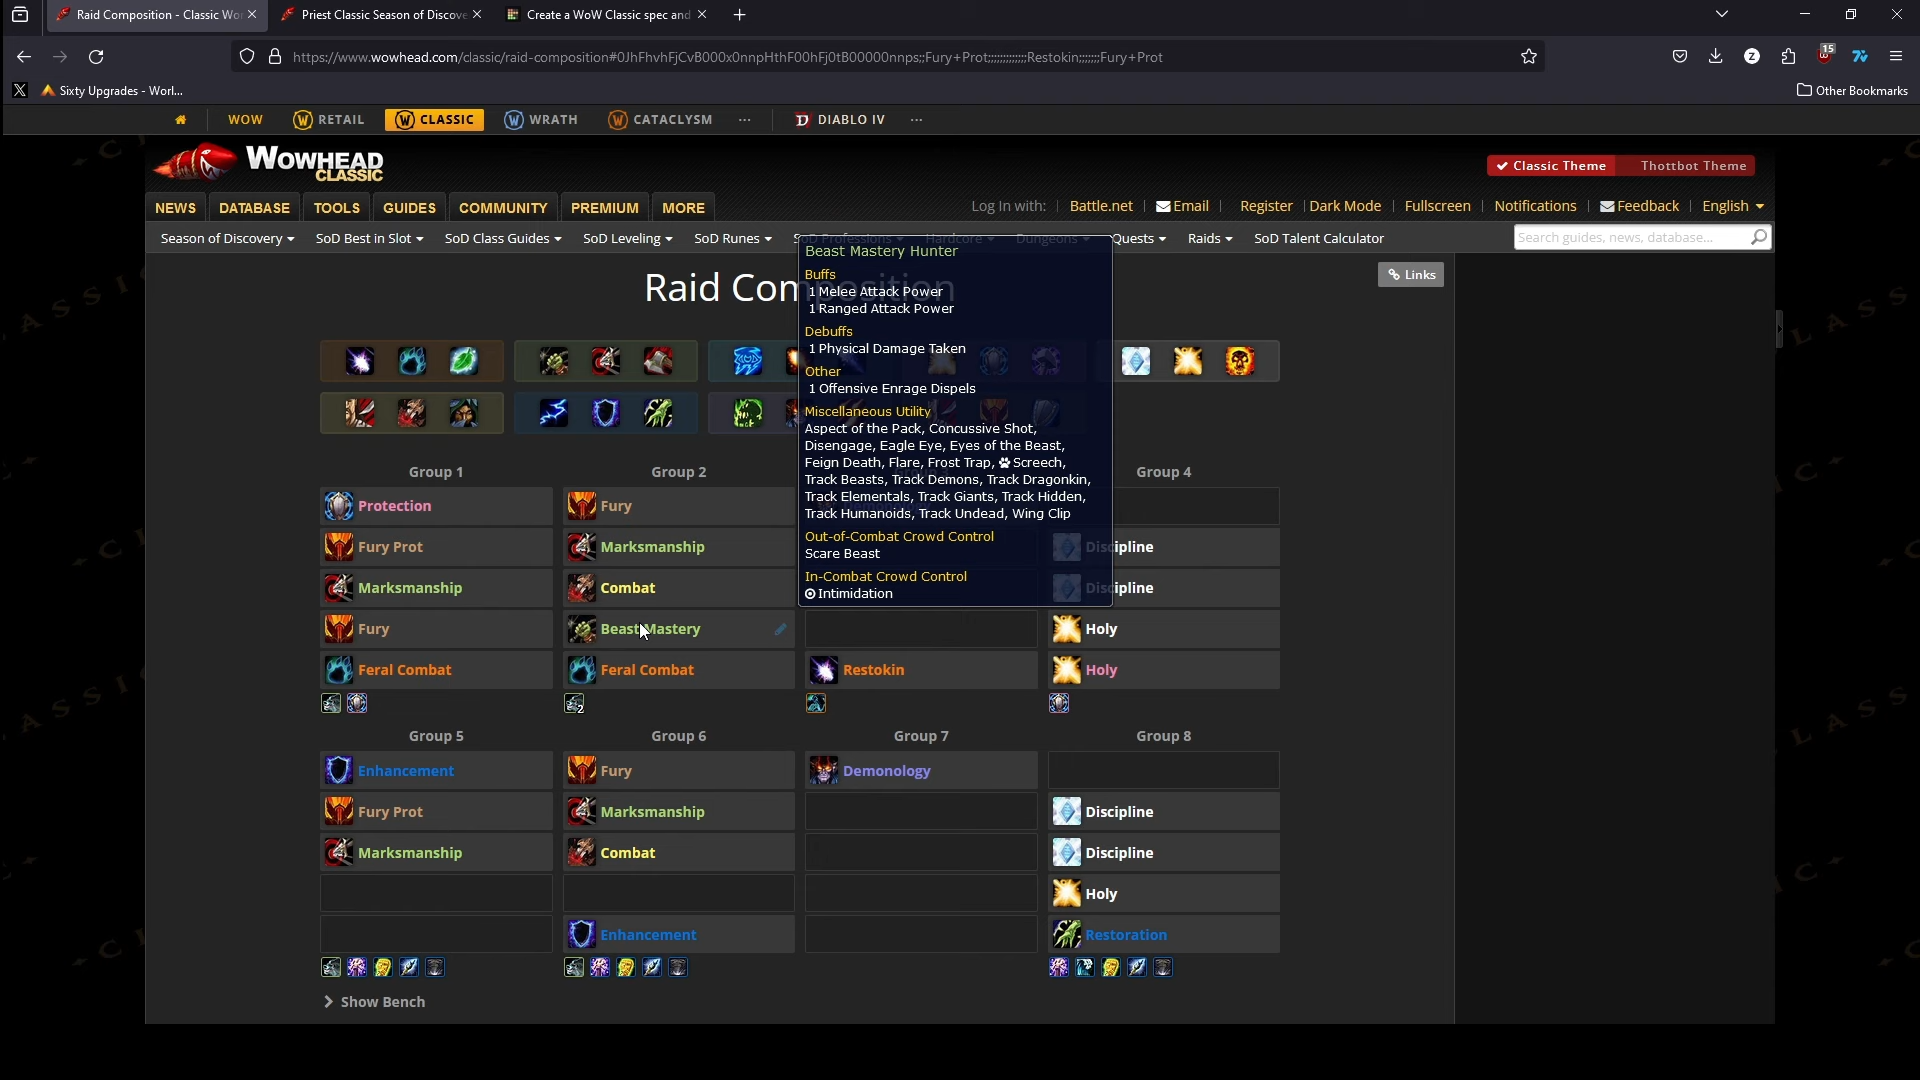 Raid Composition - Classic Wo
Priest Classic Season of Discove
Create a WoW Classic spec and
https://www.wowhead.com/classic/raid-composition#0JhFhvhFjCvB000x0nnpHthF00hFj0tB00000nnps;;Fury+Prot;;;;;;;;;;;;;Restokin;;;;;;;Fury+Prot
15
Sixty Upgrades - Worl...
Other Bookmarks
WOW
RETAIL
CLASSIC
WRATH
CATACLYSM
DIABLO IV
WOWHEAD
CLASSIC
Classic Theme
Thottbot Theme
NEWS
DATABASE
TOOLS
GUIDES
COMMUNITY
PREMIUM
MORE
Log In with:
Battle.net
Email
Register
Dark Mode
Fullscreen
Notifications
Feedback
English
Season of Discovery
SoD Best in Slot
SoD Class Guides
SoD Leveling
SoD Runes
SoD Professions
Hardcore
Dungeons
Quests
Raids
SoD Talent Calculator
Search guides, news, database...
Raid Composition
Links
Beast Mastery Hunter
Buffs
1 Melee Attack Power
1 Ranged Attack Power
Debuffs
1 Physical Damage Taken
Other
1 Offensive Enrage Dispels
Miscellaneous Utility
Aspect of the Pack, Concussive Shot,
Disengage, Eagle Eye, Eyes of the Beast,
Feign Death, Flare, Frost Trap, Screech,
Track Beasts, Track Demons, Track Dragonkin,
Track Elementals, Track Giants, Track Hidden,
Track Humanoids, Track Undead, Wing Clip
Out-of-Combat Crowd Control
Scare Beast
In-Combat Crowd Control
Intimidation
Group 1
Protection
Fury Prot
Marksmanship
Fury
Feral Combat
Group 2
Fury
Marksmanship
Combat
Beast Mastery
Feral Combat
2
Restokin
Group 4
Discipline
Discipline
Holy
Holy
Group 5
Enhancement
Fury Prot
Marksmanship
Group 6
Fury
Marksmanship
Combat
Enhancement
Group 7
Demonology
Group 8
Discipline
Discipline
Holy
Restoration
Show Bench